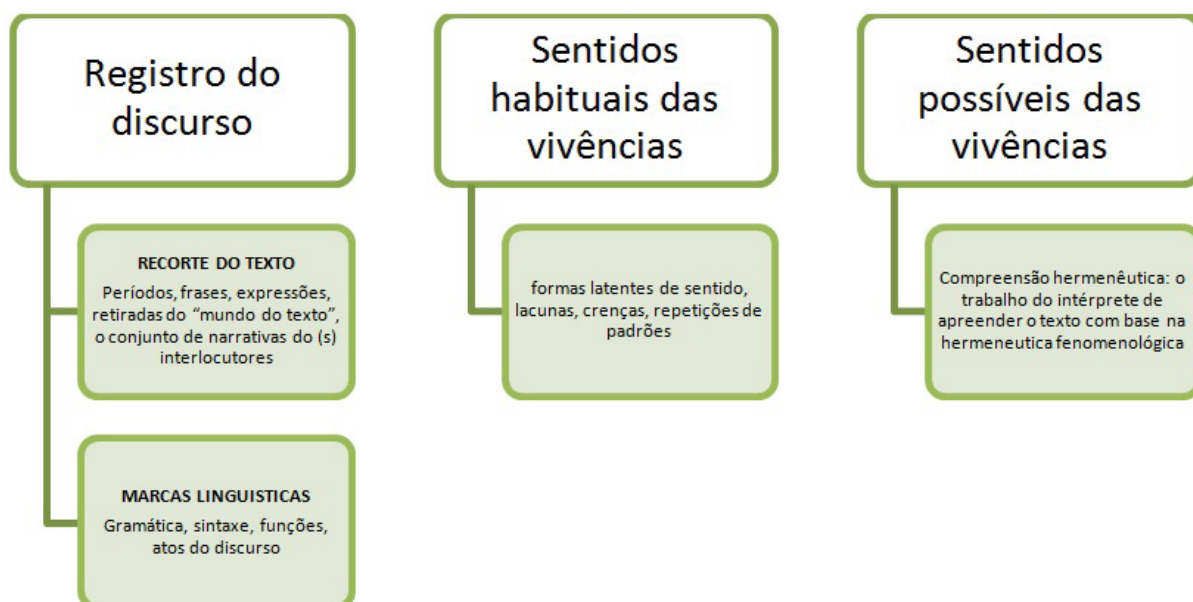 Registro do
discurso
RECORTE DO TEXTO
Períodos, frases, expressões,
retiradas do “mundo do texto”,
o conjunto de narrativas do (s)
interlocutores
MARCAS LINGUISTICAS
Gramática, sintaxe, funções,
atos do discurso
Sentidos
habituais das
vivências
formas latentes de sentido,
lacunas, crenças, repetições de
padrões
Sentidos
possíveis das
vivências
Compreensão hermenêutica: o
trabalho do intérprete de
apreender o texto com base na
hermeneutica fenomenológica